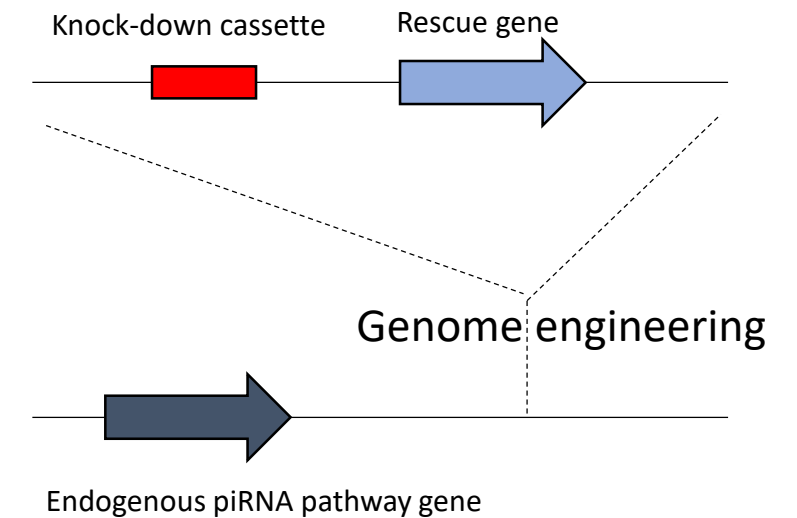 Knock-down cassette
Rescue gene
Genome engineering
Endogenous piRNA pathway gene